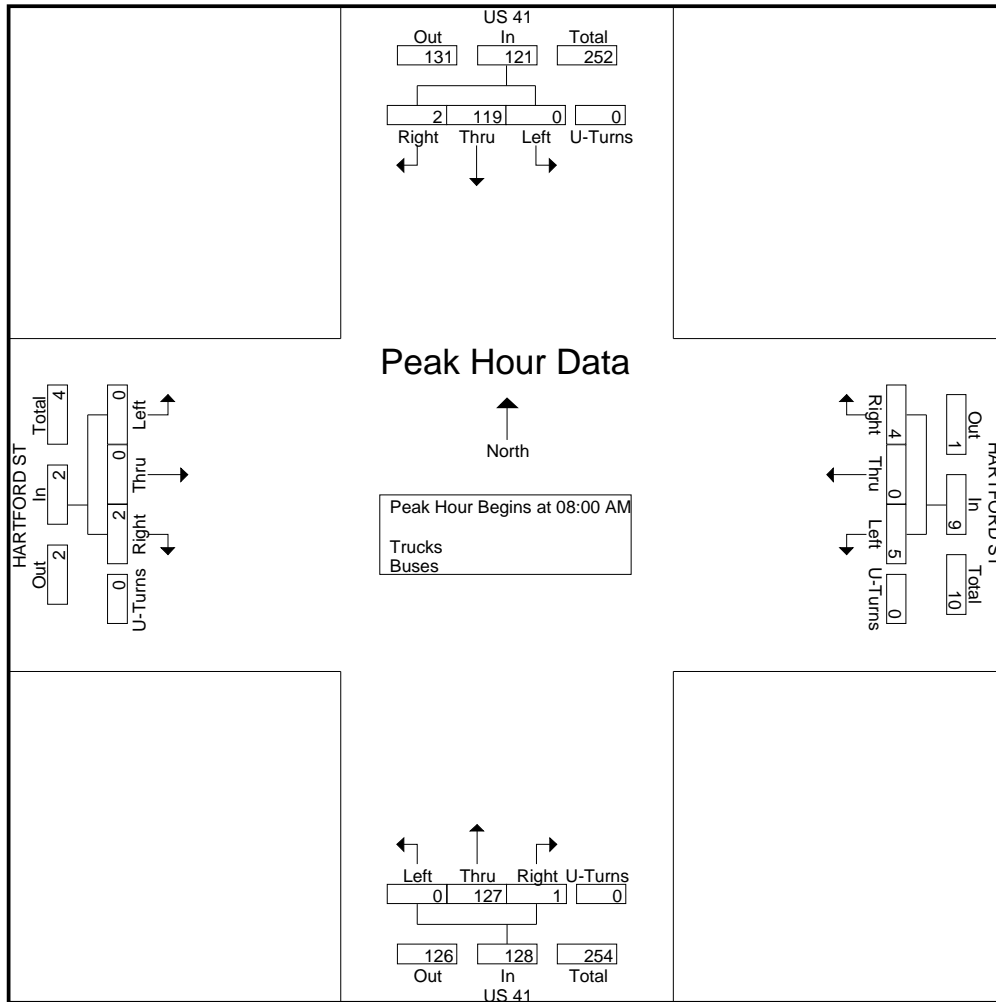 US 41
Out In Total
131 121 252
2 119 0 0
Right Thru Left U-Turns
Peak Hour Data
North
Peak Hour Begins at 08:00 AM
Trucks
Buses
HARTFORD ST
Total In Out
4 2 2
0 0 2 0
Left Thru Right U-Turns
HARTFORD ST
Out In Total
1 9 10
4 0 5 0
Right Thru Left U-Turns
Left Thru Right U-Turns
0 127 1 0
126 128 254
Out In Total
US 41